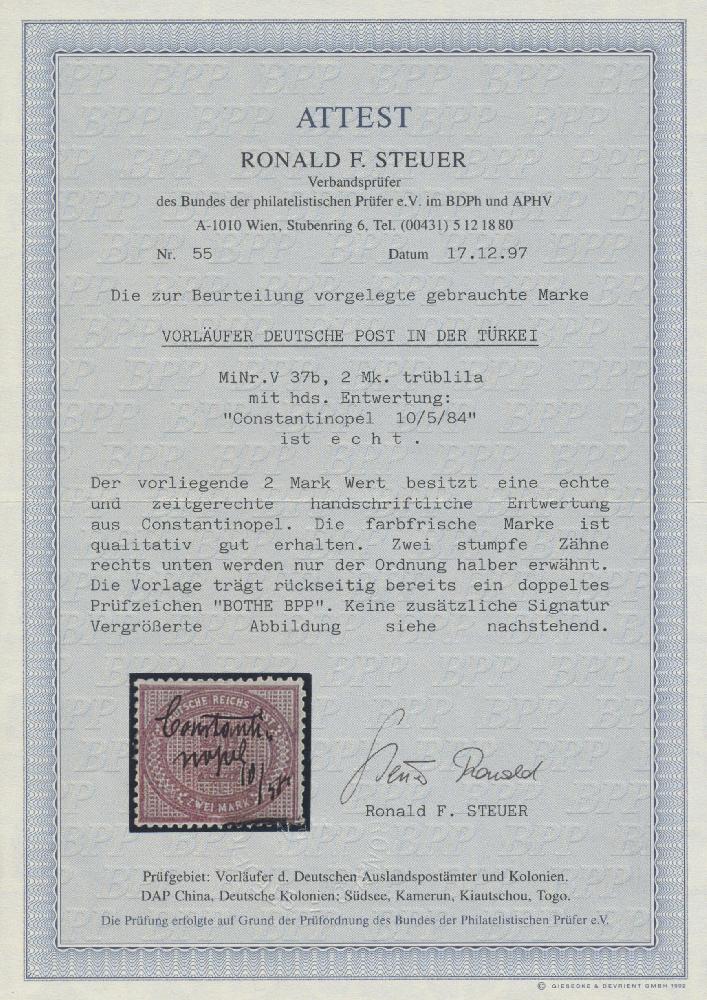 ATTEST
RONALD F. STEUER
Verbandsprüfer
des Bundes der philatelistischen Prüfer e.V. im BDPh und APHV
A-1010 Wien, Stubenring 6, Tel. (00431) 5 12 18 80
Nr. 55 Datum 17.12.97
Die zur Beurteilung vorgelegte gebrauchte Marke
VORLÄUFER DEUTSCHE POST IN DER TÜRKEI
MiNr.V 37b, 2 Mk. trüblila
mit hds. Entwertung:
"Constantinopel 10/5/84"
ist e c h t .
Der vorliegende 2 Mark Wert besitzt eine echte
und zeitgerechte handschriftliche Entwertung
aus Constantinopel. Die farbfrische Marke ist
qualitativ gut erhalten. Zwei stumpfe Zähne
rechts unten werden nur der Ordnung halber erwähnt.
Die Vorlage trägt rückseitig bereits ein doppeltes
Prüfzeichen "BOTHE BPP". Keine zusätzliche Signatur
Vergrößerte Abbildung siehe nachstehend.
REICHS
Constanti-
nopel
10/5/84
ZWEI MARK
Steuer Ronald
Ronald F. STEUER
Prüfgebiet: Vorläufer d. Deutschen Auslandspostämter und Kolonien.
DAP China, Deutsche Kolonien: Südsee, Kamerun, Kiautschou, Togo.
Die Prüfung erfolgte auf Grund der Prüfordnung des Bundes der Philatelistischen Prüfer e.V.
© GIESECKE & DEVRIENT GMBH 1992